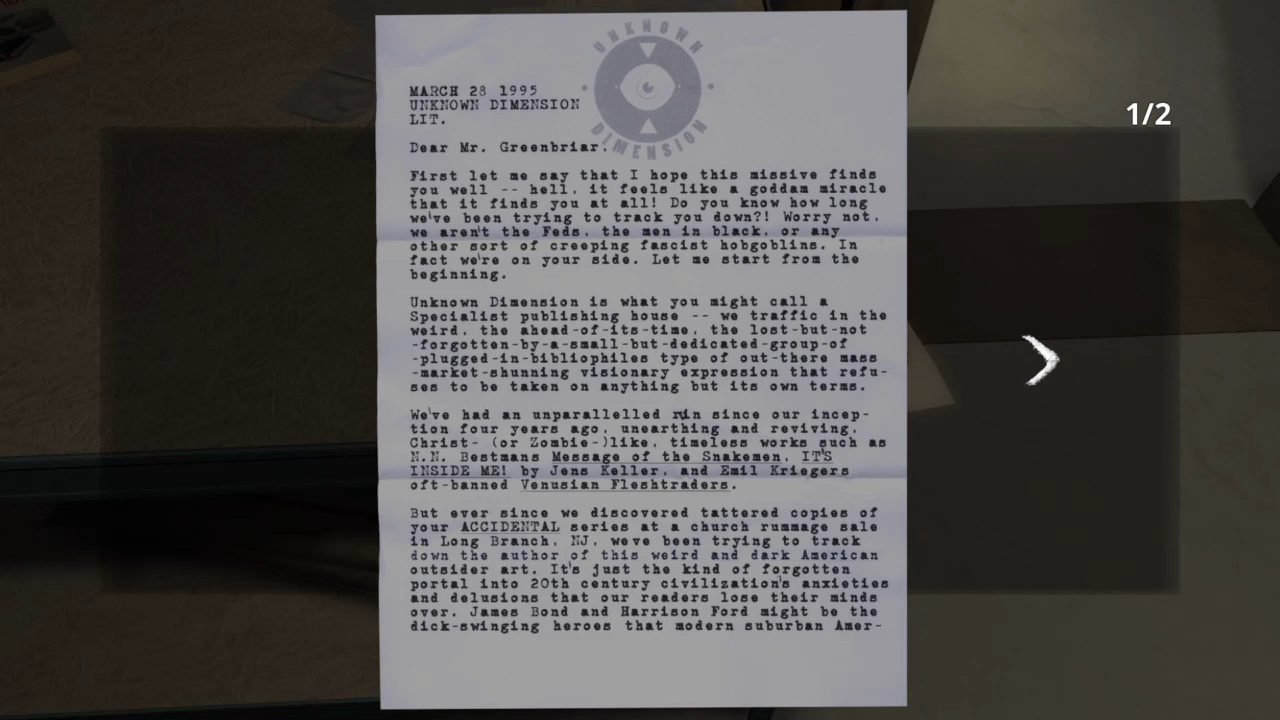 UNKNOWN
DIMENSION
1/2
MARCH 28 1995
UNKNOWN DIMENSION
LIT.
Dear Mr. Greenbriar.
First let me say that I hope this missive finds
you well -- hell, it feels like a goddam miracle
that it finds you at all! Do you know how long
we've been trying to track you down?! Worry not,
we aren't the Feds, the men in black, or any
other sort of creeping fascist hobgoblins. In
fact we're on your side. Let me start from the
beginning.
Unknown Dimension is what you might call a
Specialist publishing house -- we traffic in the
weird, the ahead-of-its-time, the lost-but-not
-forgotten-by-a-small-but-dedicated-group-of
-plugged-in-bibliophiles type of out-there mass
-market-shunning visionary expression that refu-
ses to be taken on anything but its own terms.
We've had an unparallelled run since our incep-
tion four years ago, unearthing and reviving,
Christ- (or Zombie-)like, timeless works such as
N.N. Bestmans Message of the Snakemen, IT'S
INSIDE ME! by Jens Keller, and Emil Kriegers
oft-banned Venusian Fleshtraders.
But ever since we discovered tattered copies of
your ACCIDENTAL series at a church rummage sale
in Long Branch, NJ, weve been trying to track
down the author of this weird and dark American
outsider art. It's just the kind of forgotten
portal into 20th century civilization's anxieties
and delusions that our readers lose their minds
over. James Bond and Harrison Ford might be the
dick-swinging heroes that modern suburban Amer-